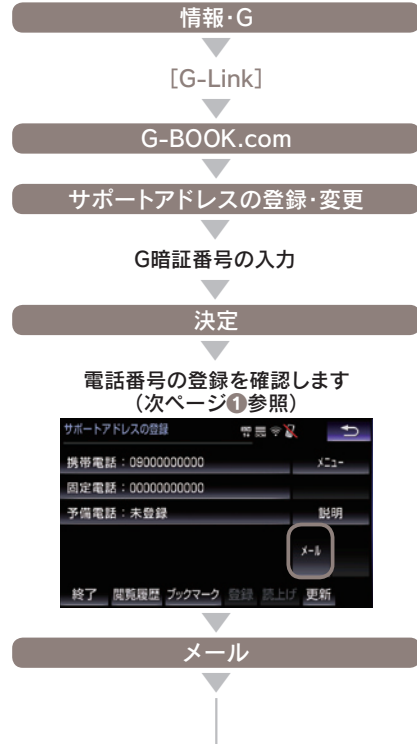 情報・G
[G-Link]
G-BOOK.com
サポートアドレスの登録・変更
G暗証番号の入力
決定
電話番号の登録を確認します
(次ページ❶参照)
サポートアドレスの登録
携帯電話:09000000000
メニュー
固定電話:00000000000
予備電話:未登録
説明
メール
終了 閲覧履歴 ブックマーク 登録 読上げ 更新
メール